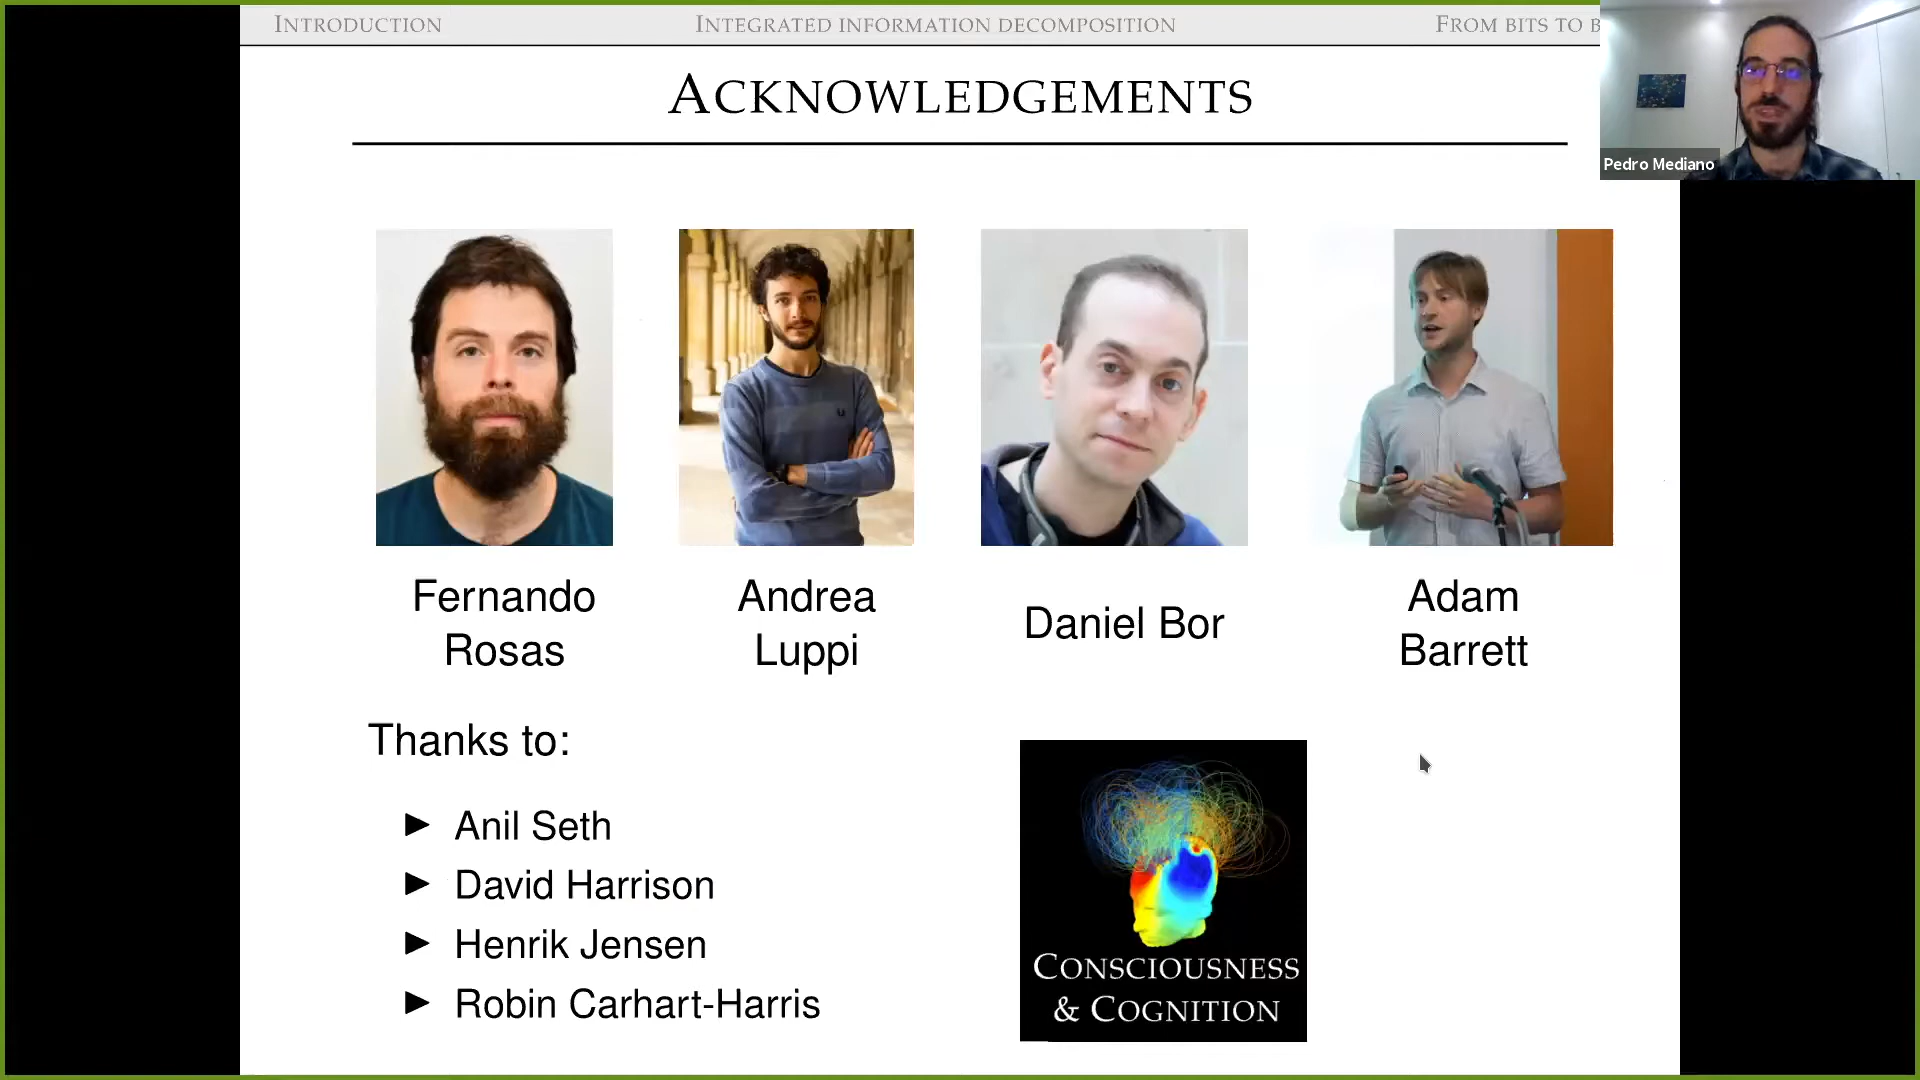 INTRODUCTION
INTEGRATED INFORMATION DECOMPOSITION
FROM BITS TO
ACKNOWLEDGEMENTS
Pedro Mediano
Fernando
Rosas
Andrea
Luppi
Daniel Bor
Adam
Barrett
Thanks to:
► Anil Seth
► David Harrison
► Henrik Jensen
► Robin Carhart-Harris
CONSCIOUSNESS
& COGNITION